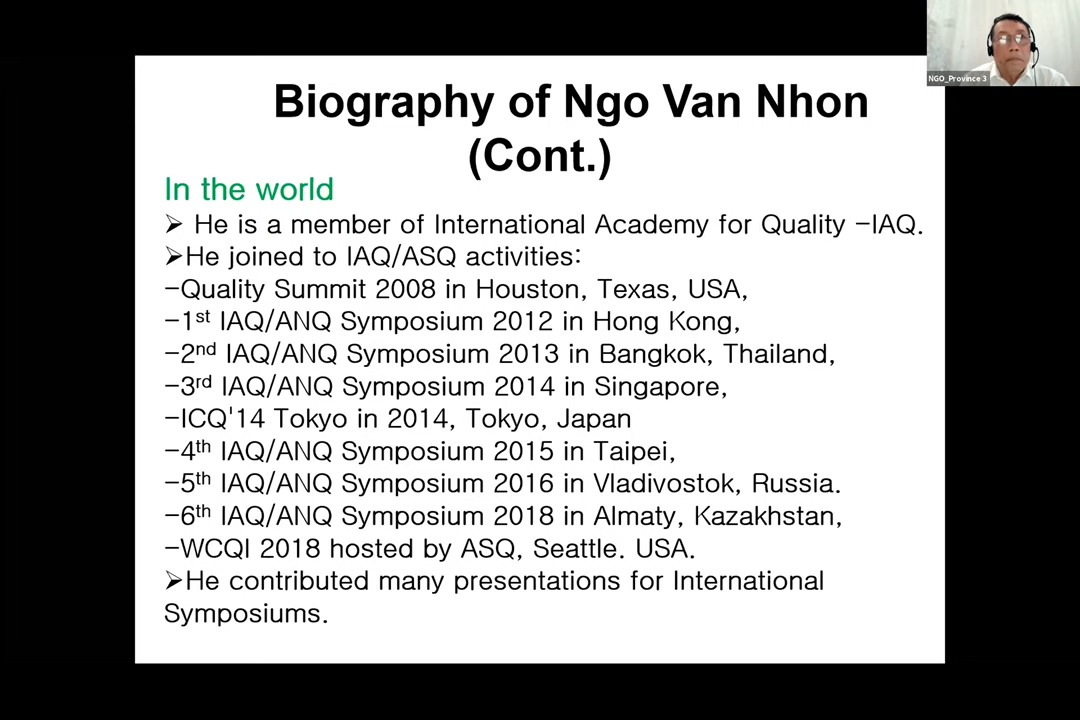 Biography of Ngo Van Nhon
(Cont.)
In the world
➢ He is a member of International Academy for Quality –IAQ.
➢He joined to IAQ/ASQ activities:
–Quality Summit 2008 in Houston, Texas, USA,
–1st IAQ/ANQ Symposium 2012 in Hong Kong,
–2nd IAQ/ANQ Symposium 2013 in Bangkok, Thailand,
–3rd IAQ/ANQ Symposium 2014 in Singapore,
–ICQ'14 Tokyo in 2014, Tokyo, Japan
–4th IAQ/ANQ Symposium 2015 in Taipei,
–5th IAQ/ANQ Symposium 2016 in Vladivostok, Russia.
–6th IAQ/ANQ Symposium 2018 in Almaty, Kazakhstan,
–WCQI 2018 hosted by ASQ, Seattle. USA.
➢He contributed many presentations for International
Symposiums.
NGO_Province 3